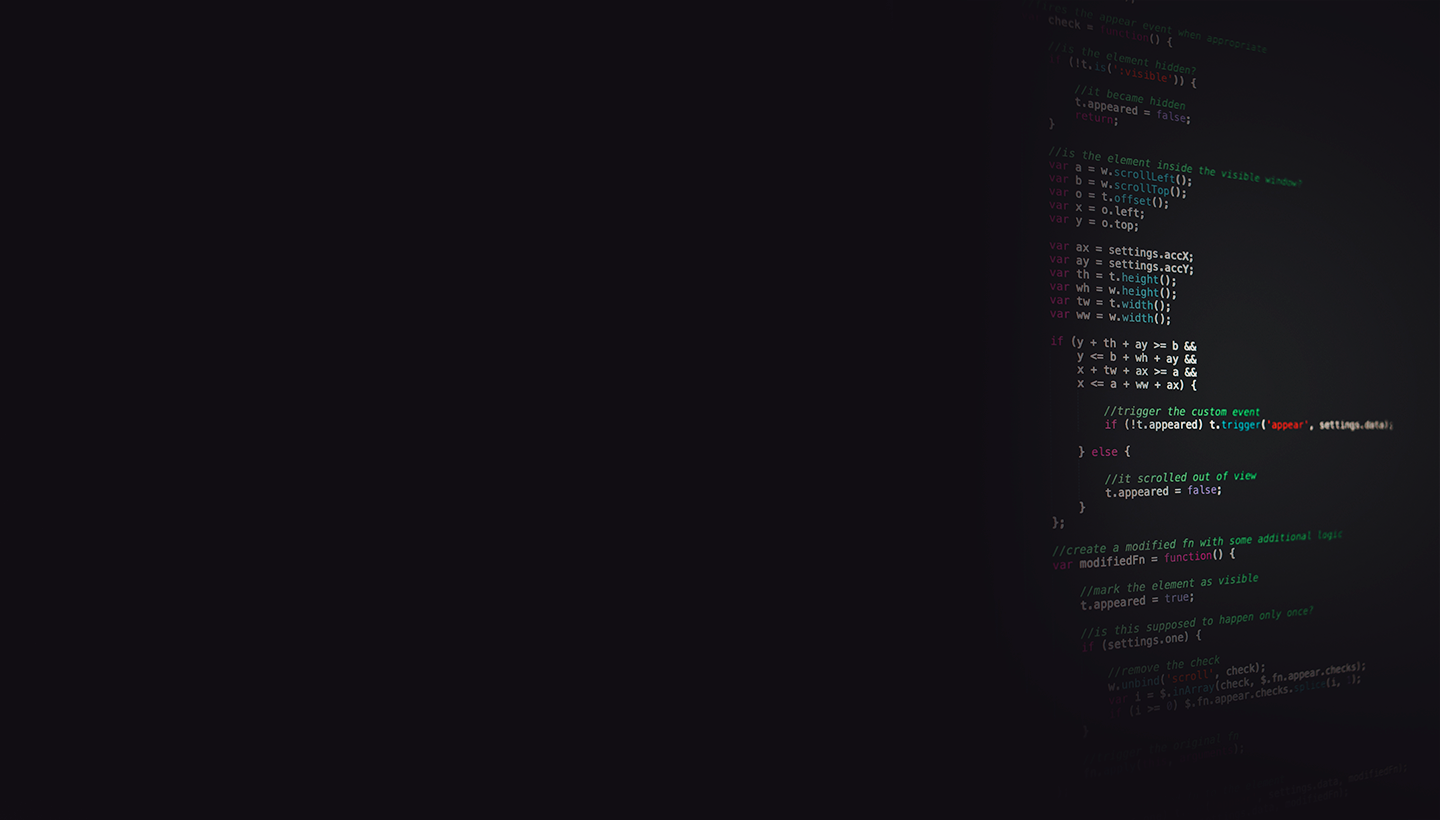 //fires the appear event when appropriate
check = function() {
//is the element hidden?
if (!t.is(':visible')) {
//it became hidden
t.appeared = false;
return;
}
//is the element inside the visible window?
var a = w.scrollLeft();
var b = w.scrollTop();
var o = t.offset();
var x = o.left;
var y = o.top;
var ax = settings.accX;
var ay = settings.accY;
var th = t.height();
var wh = w.height();
var tw = t.width();
var ww = w.width();
if (y + th + ay >= b &&
y <= b + wh + ay &&
x + tw + ax >= a &&
x <= a + ww + ax) {
//trigger the custom event
if (!t.appeared) t.trigger('appear', settings.data);
} else {
//it scrolled out of view
t.appeared = false;
}
};
//create a modified fn with some additional logic
var modifiedFn = function() {
//mark the element as visible
t.appeared = true;
//is this supposed to happen only once?
if (settings.one) {
//remove the check
w.unbind('scroll', check);
var i = $.inArray(check, $.fn.appear.checks);
if (i >= 0) $.fn.appear.checks.splice(i, 1);
}
//trigger the original fn